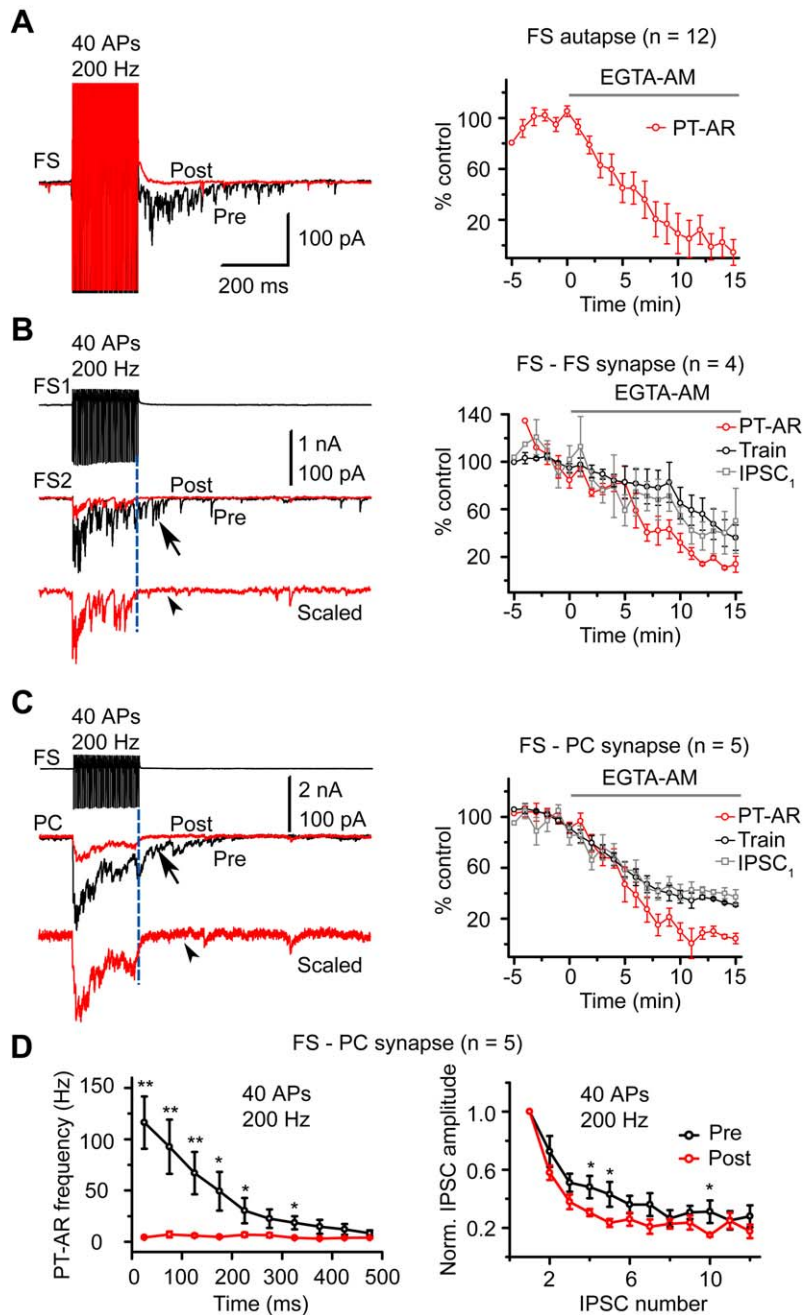 A
40 APs
200 Hz
FS
Post
Pre
100 pA
200 ms
FS autapse (n = 12)
EGTA-AM
PT-AR
% control
100
60
20
-5 0 5 10 15
Time (min)
B
40 APs
200 Hz
FS1
1 nA
100 pA
FS2
Post
Pre
Scaled
FS - FS synapse (n = 4)
EGTA-AM
PT-AR
Train
IPSC1
% control
140
100
60
20
-5 0 5 10 15
Time (min)
C
40 APs
200 Hz
FS
2 nA
100 pA
PC
Post
Pre
Scaled
FS - PC synapse (n = 5)
EGTA-AM
PT-AR
Train
IPSC1
% control
100
60
20
-5 0 5 10 15
Time (min)
D
FS - PC synapse (n = 5)
PT-AR frequency (Hz)
150
100
50
0
** ** ** * * *
40 APs
200 Hz
0 100 200 300 400 500
Time (ms)
Norm. IPSC amplitude
1.0
0.6
0.2
40 APs
200 Hz
Pre
Post
* * *
2 6 10
IPSC number